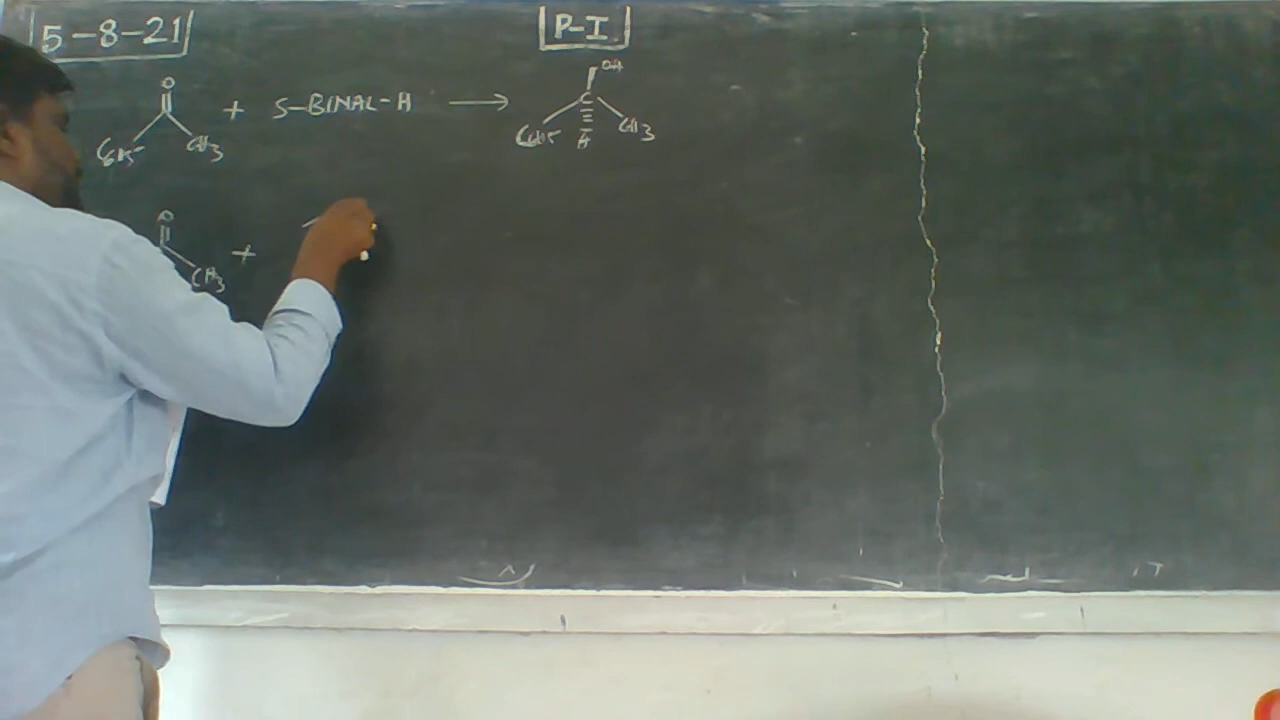 5-8-21
P-I
O
C6H5 CH3 + S-BINAL-H → OH C C6H5 H CH3
O
CH3 +